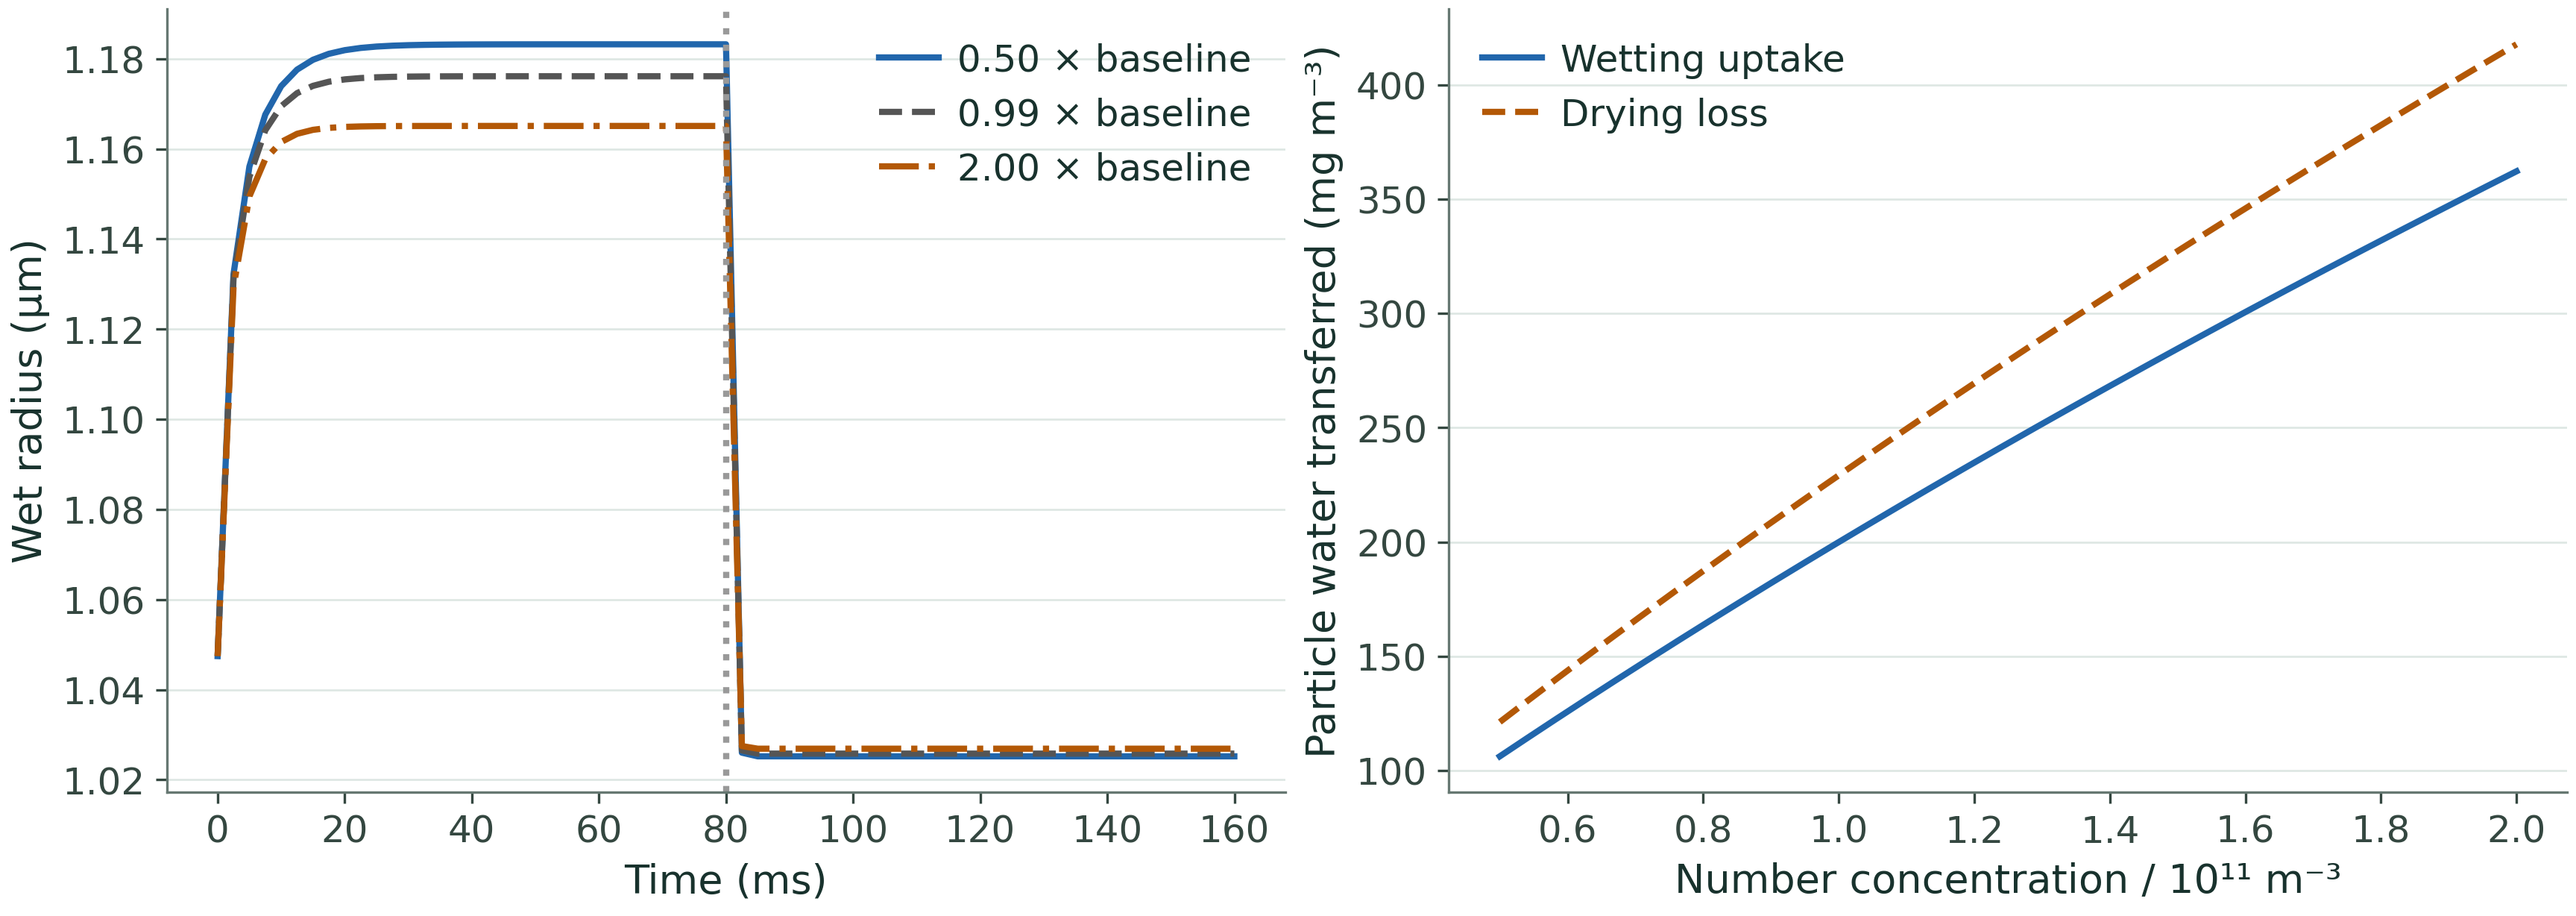 Wet radius (µm)
1.18
1.16
1.14
1.12
1.10
1.08
1.06
1.04
1.02
0.50 × baseline
0.99 × baseline
2.00 × baseline
0 20 40 60 80 100 120 140 160
Time (ms)
Particle water transferred (mg m⁻³)
400
350
300
250
200
150
100
Wetting uptake
Drying loss
0.6 0.8 1.0 1.2 1.4 1.6 1.8 2.0
Number concentration / 10¹¹ m⁻³